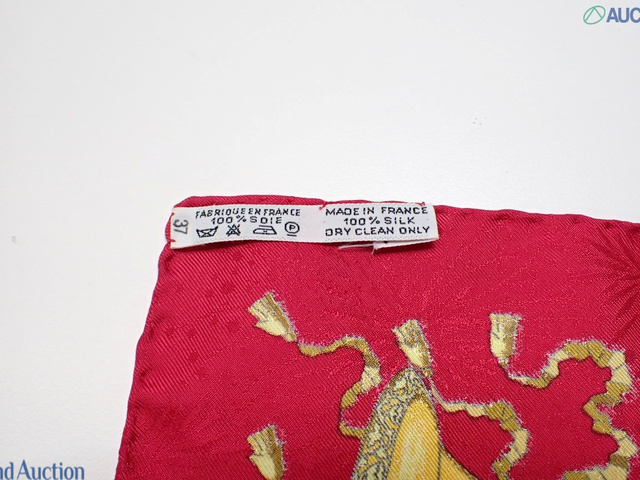 AUC
37
FABRIQUE EN FRANCE
100% SOIE
MADE IN FRANCE
100% SILK
DRY CLEAN ONLY
nd Auction